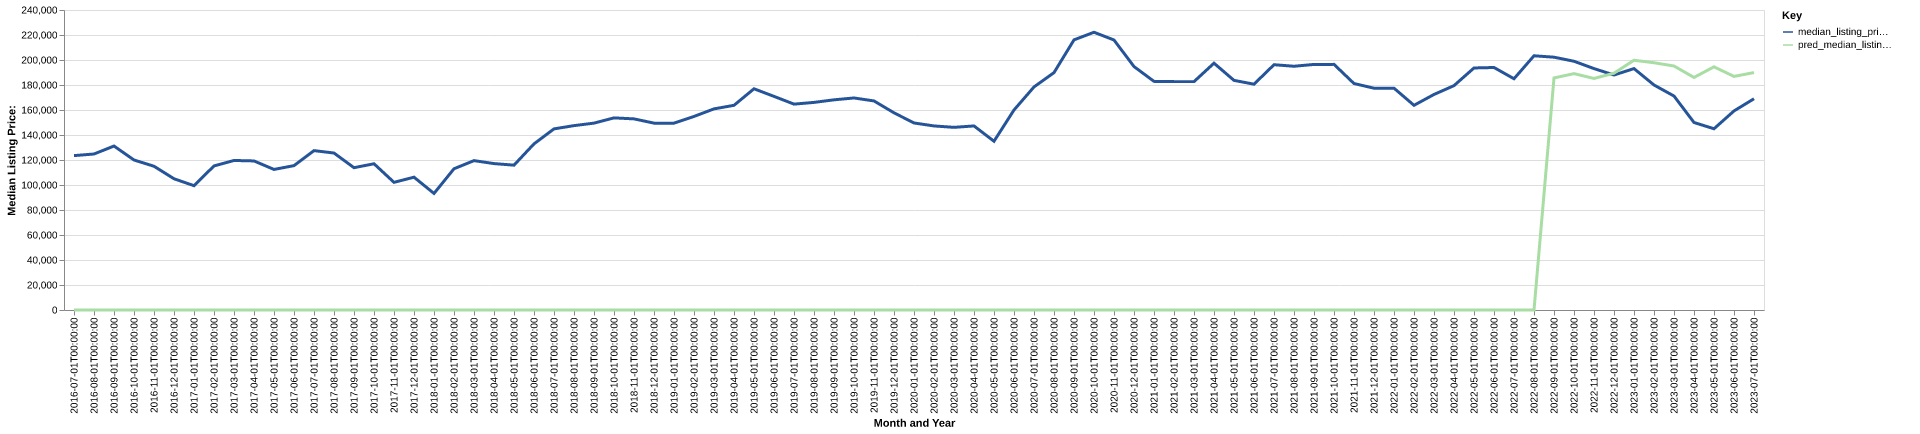 Median Listing Price:
240,000
220,000
200,000
180,000
160,000
140,000
120,000
100,000
80,000
60,000
40,000
20,000
0
2016-07-01T00:00:00
2016-08-01T00:00:00
2016-09-01T00:00:00
2016-10-01T00:00:00
2016-11-01T00:00:00
2016-12-01T00:00:00
2017-01-01T00:00:00
2017-02-01T00:00:00
2017-03-01T00:00:00
2017-04-01T00:00:00
2017-05-01T00:00:00
2017-06-01T00:00:00
2017-07-01T00:00:00
2017-08-01T00:00:00
2017-09-01T00:00:00
2017-10-01T00:00:00
2017-11-01T00:00:00
2017-12-01T00:00:00
2018-01-01T00:00:00
2018-02-01T00:00:00
2018-03-01T00:00:00
2018-04-01T00:00:00
2018-05-01T00:00:00
2018-06-01T00:00:00
2018-07-01T00:00:00
2018-08-01T00:00:00
2018-09-01T00:00:00
2018-10-01T00:00:00
2018-11-01T00:00:00
2018-12-01T00:00:00
2019-01-01T00:00:00
2019-02-01T00:00:00
2019-03-01T00:00:00
2019-04-01T00:00:00
2019-05-01T00:00:00
2019-06-01T00:00:00
2019-07-01T00:00:00
2019-08-01T00:00:00
2019-09-01T00:00:00
2019-10-01T00:00:00
2019-11-01T00:00:00
2019-12-01T00:00:00
2020-01-01T00:00:00
2020-02-01T00:00:00
2020-03-01T00:00:00
2020-04-01T00:00:00
2020-05-01T00:00:00
2020-06-01T00:00:00
2020-07-01T00:00:00
2020-08-01T00:00:00
2020-09-01T00:00:00
2020-10-01T00:00:00
2020-11-01T00:00:00
2020-12-01T00:00:00
2021-01-01T00:00:00
2021-02-01T00:00:00
2021-03-01T00:00:00
2021-04-01T00:00:00
2021-05-01T00:00:00
2021-06-01T00:00:00
2021-07-01T00:00:00
2021-08-01T00:00:00
2021-09-01T00:00:00
2021-10-01T00:00:00
2021-11-01T00:00:00
2021-12-01T00:00:00
2022-01-01T00:00:00
2022-02-01T00:00:00
2022-03-01T00:00:00
2022-04-01T00:00:00
2022-05-01T00:00:00
2022-06-01T00:00:00
2022-07-01T00:00:00
2022-08-01T00:00:00
2022-09-01T00:00:00
2022-10-01T00:00:00
2022-11-01T00:00:00
2022-12-01T00:00:00
2023-01-01T00:00:00
2023-02-01T00:00:00
2023-03-01T00:00:00
2023-04-01T00:00:00
2023-05-01T00:00:00
2023-06-01T00:00:00
2023-07-01T00:00:00
Month and Year
Key
median_listing_pri...
pred_median_listin...